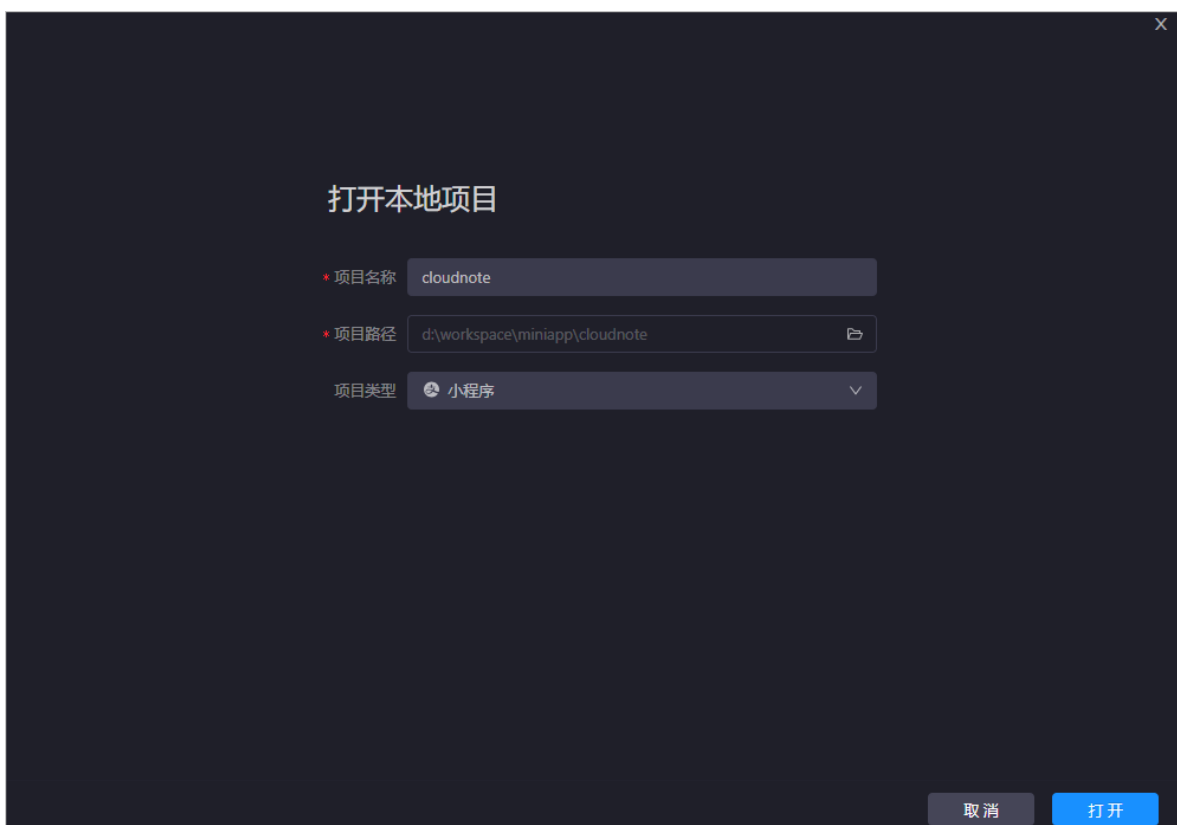 X
打开本地项目
* 项目名称 cloudnote
* 项目路径 d:\workspace\miniapp\cloudnote
项目类型 小程序
取消 打开